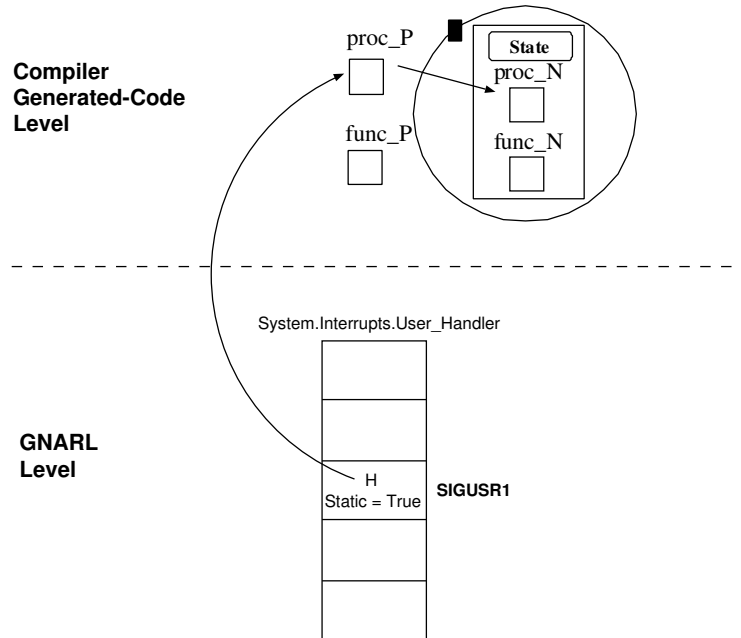 proc_P
State
proc_N
Compiler
Generated-Code
Level
func_P
func_N
System.Interrupts.User_Handler
GNARL
Level
H
Static = True
SIGUSR1